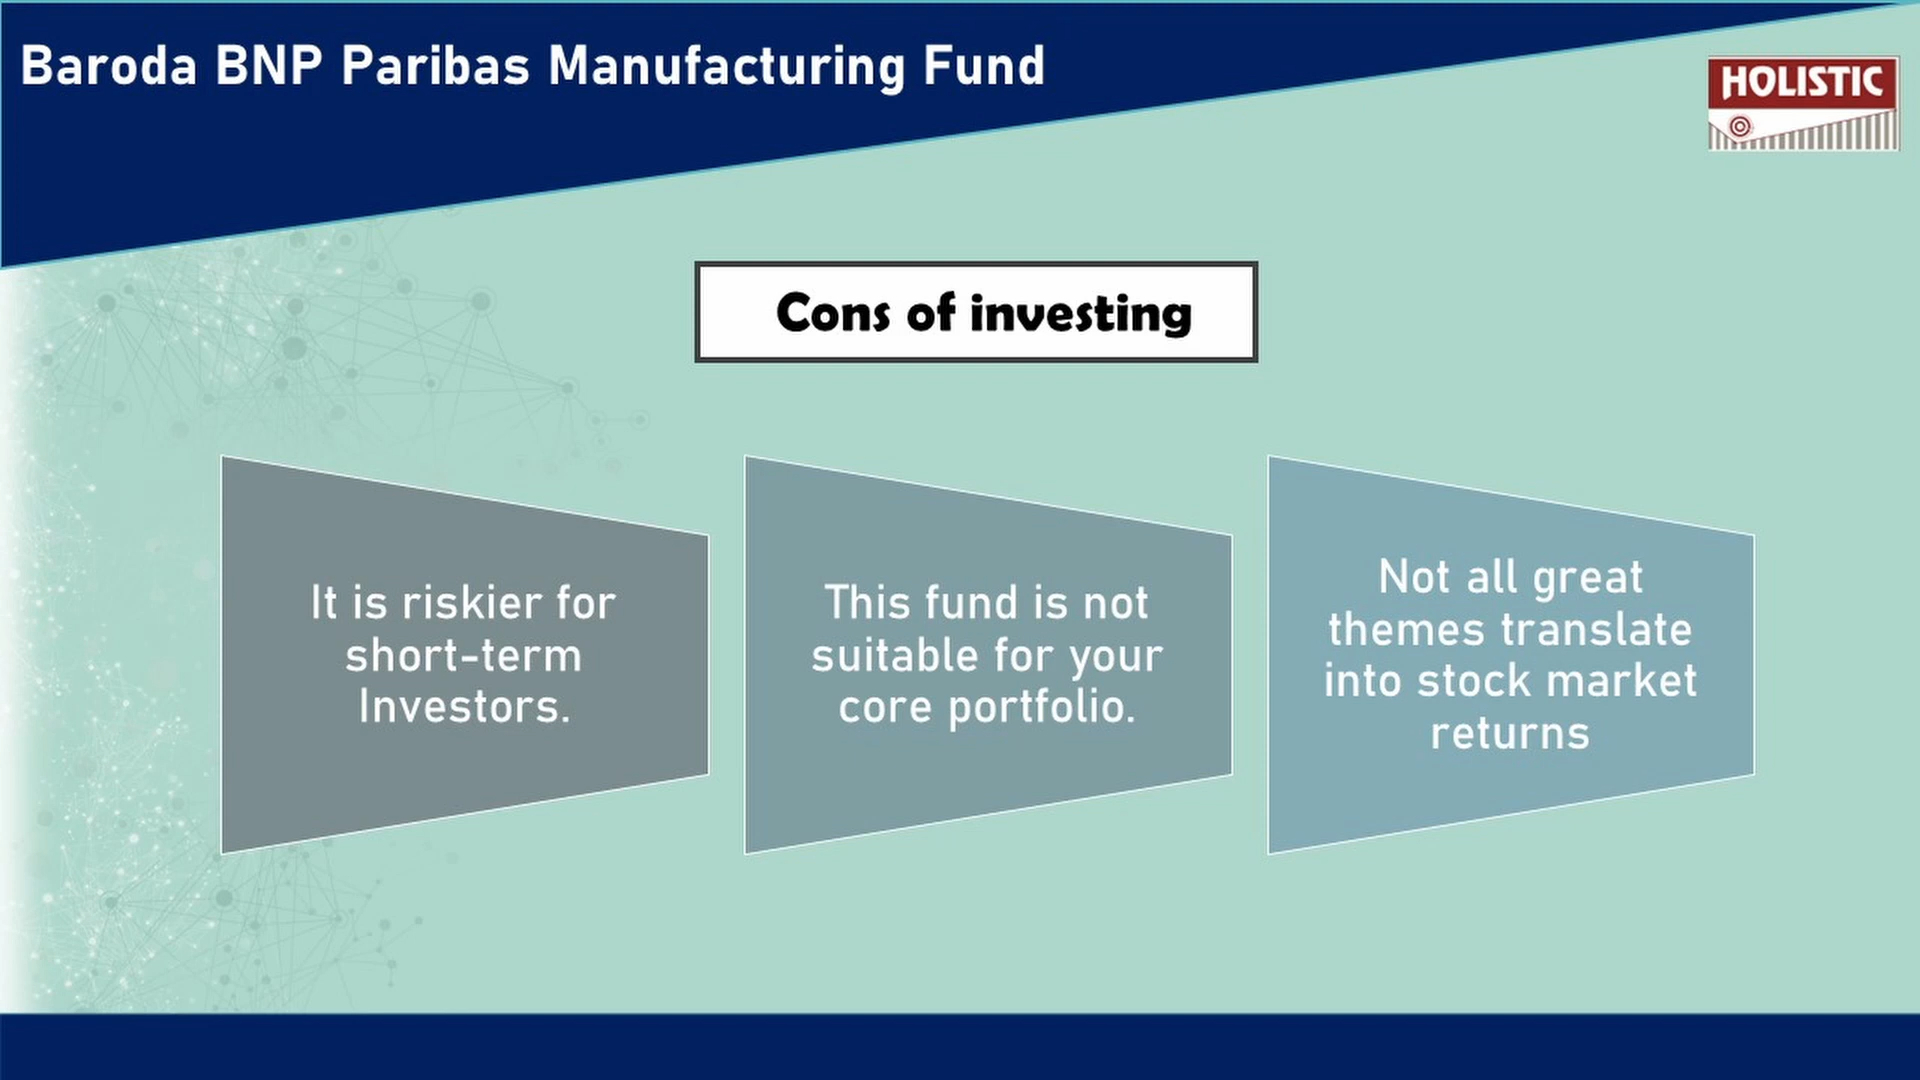 Baroda BNP Paribas Manufacturing Fund
HOLISTIC
Cons of investing
It is riskier for
short-term
Investors.
This fund is not
suitable for your
core portfolio.
Not all great
themes translate
into stock market
returns